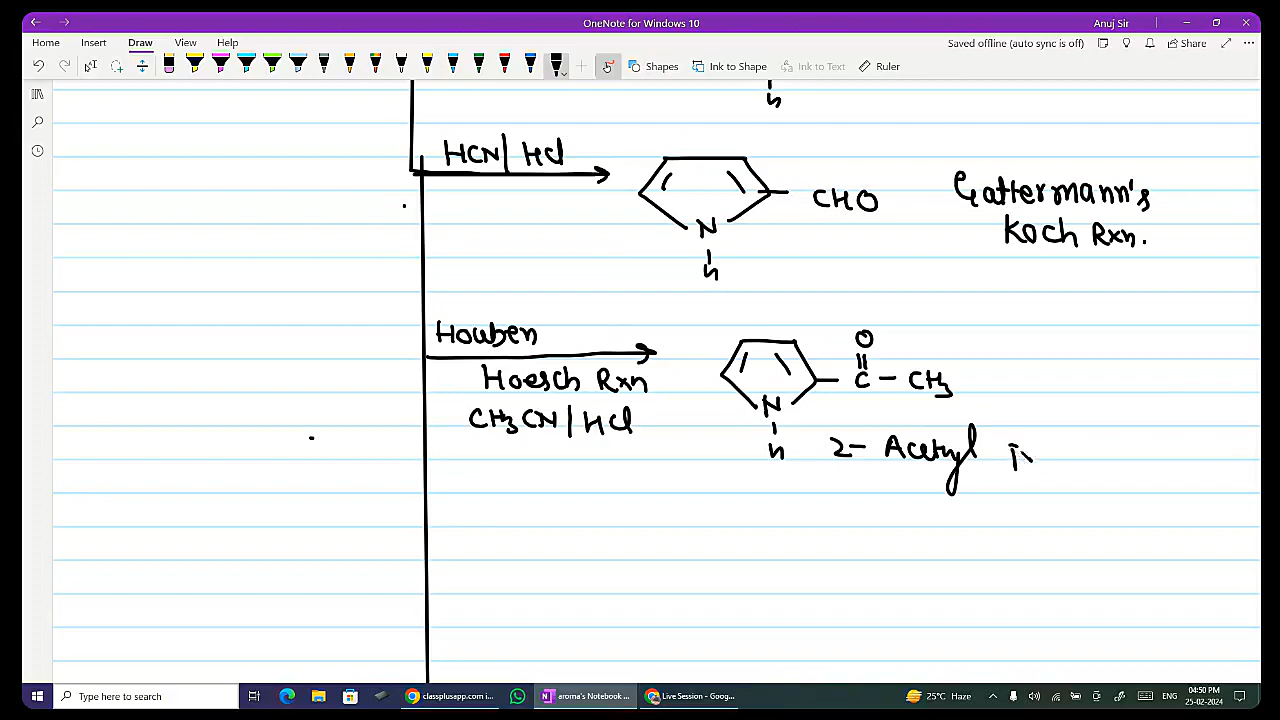 OneNote for Windows 10
Anuj Sir
Home Insert Draw View Help
Saved offline (auto sync is off)
Share
Shapes
Ink to Shape
Ink to Text
Ruler
h
HCN | HCl
CHO
N
h
Gattermann's
Koch Rxn.
Houben
Hoesch Rxn
CH3CN | HCl
O
C - CH3
N
h
2- Acetyl
Type here to search
classplusapp.com i...
aroma's Notebook ...
Live Session - Goog...
25°C Haze
ENG
04:50 PM
25-02-2024